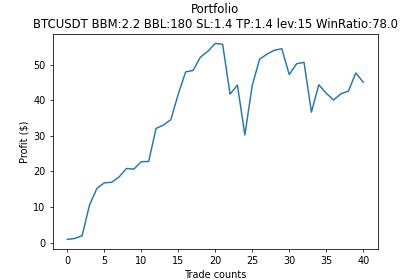 Portfolio
BTCUSDT BBM:2.2 BBL:180 SL:1.4 TP:1.4 lev:15 WinRatio:78.0
50
40
30
20
10
0
Profit ($)
0 5 10 15 20 25 30 35 40
Trade counts